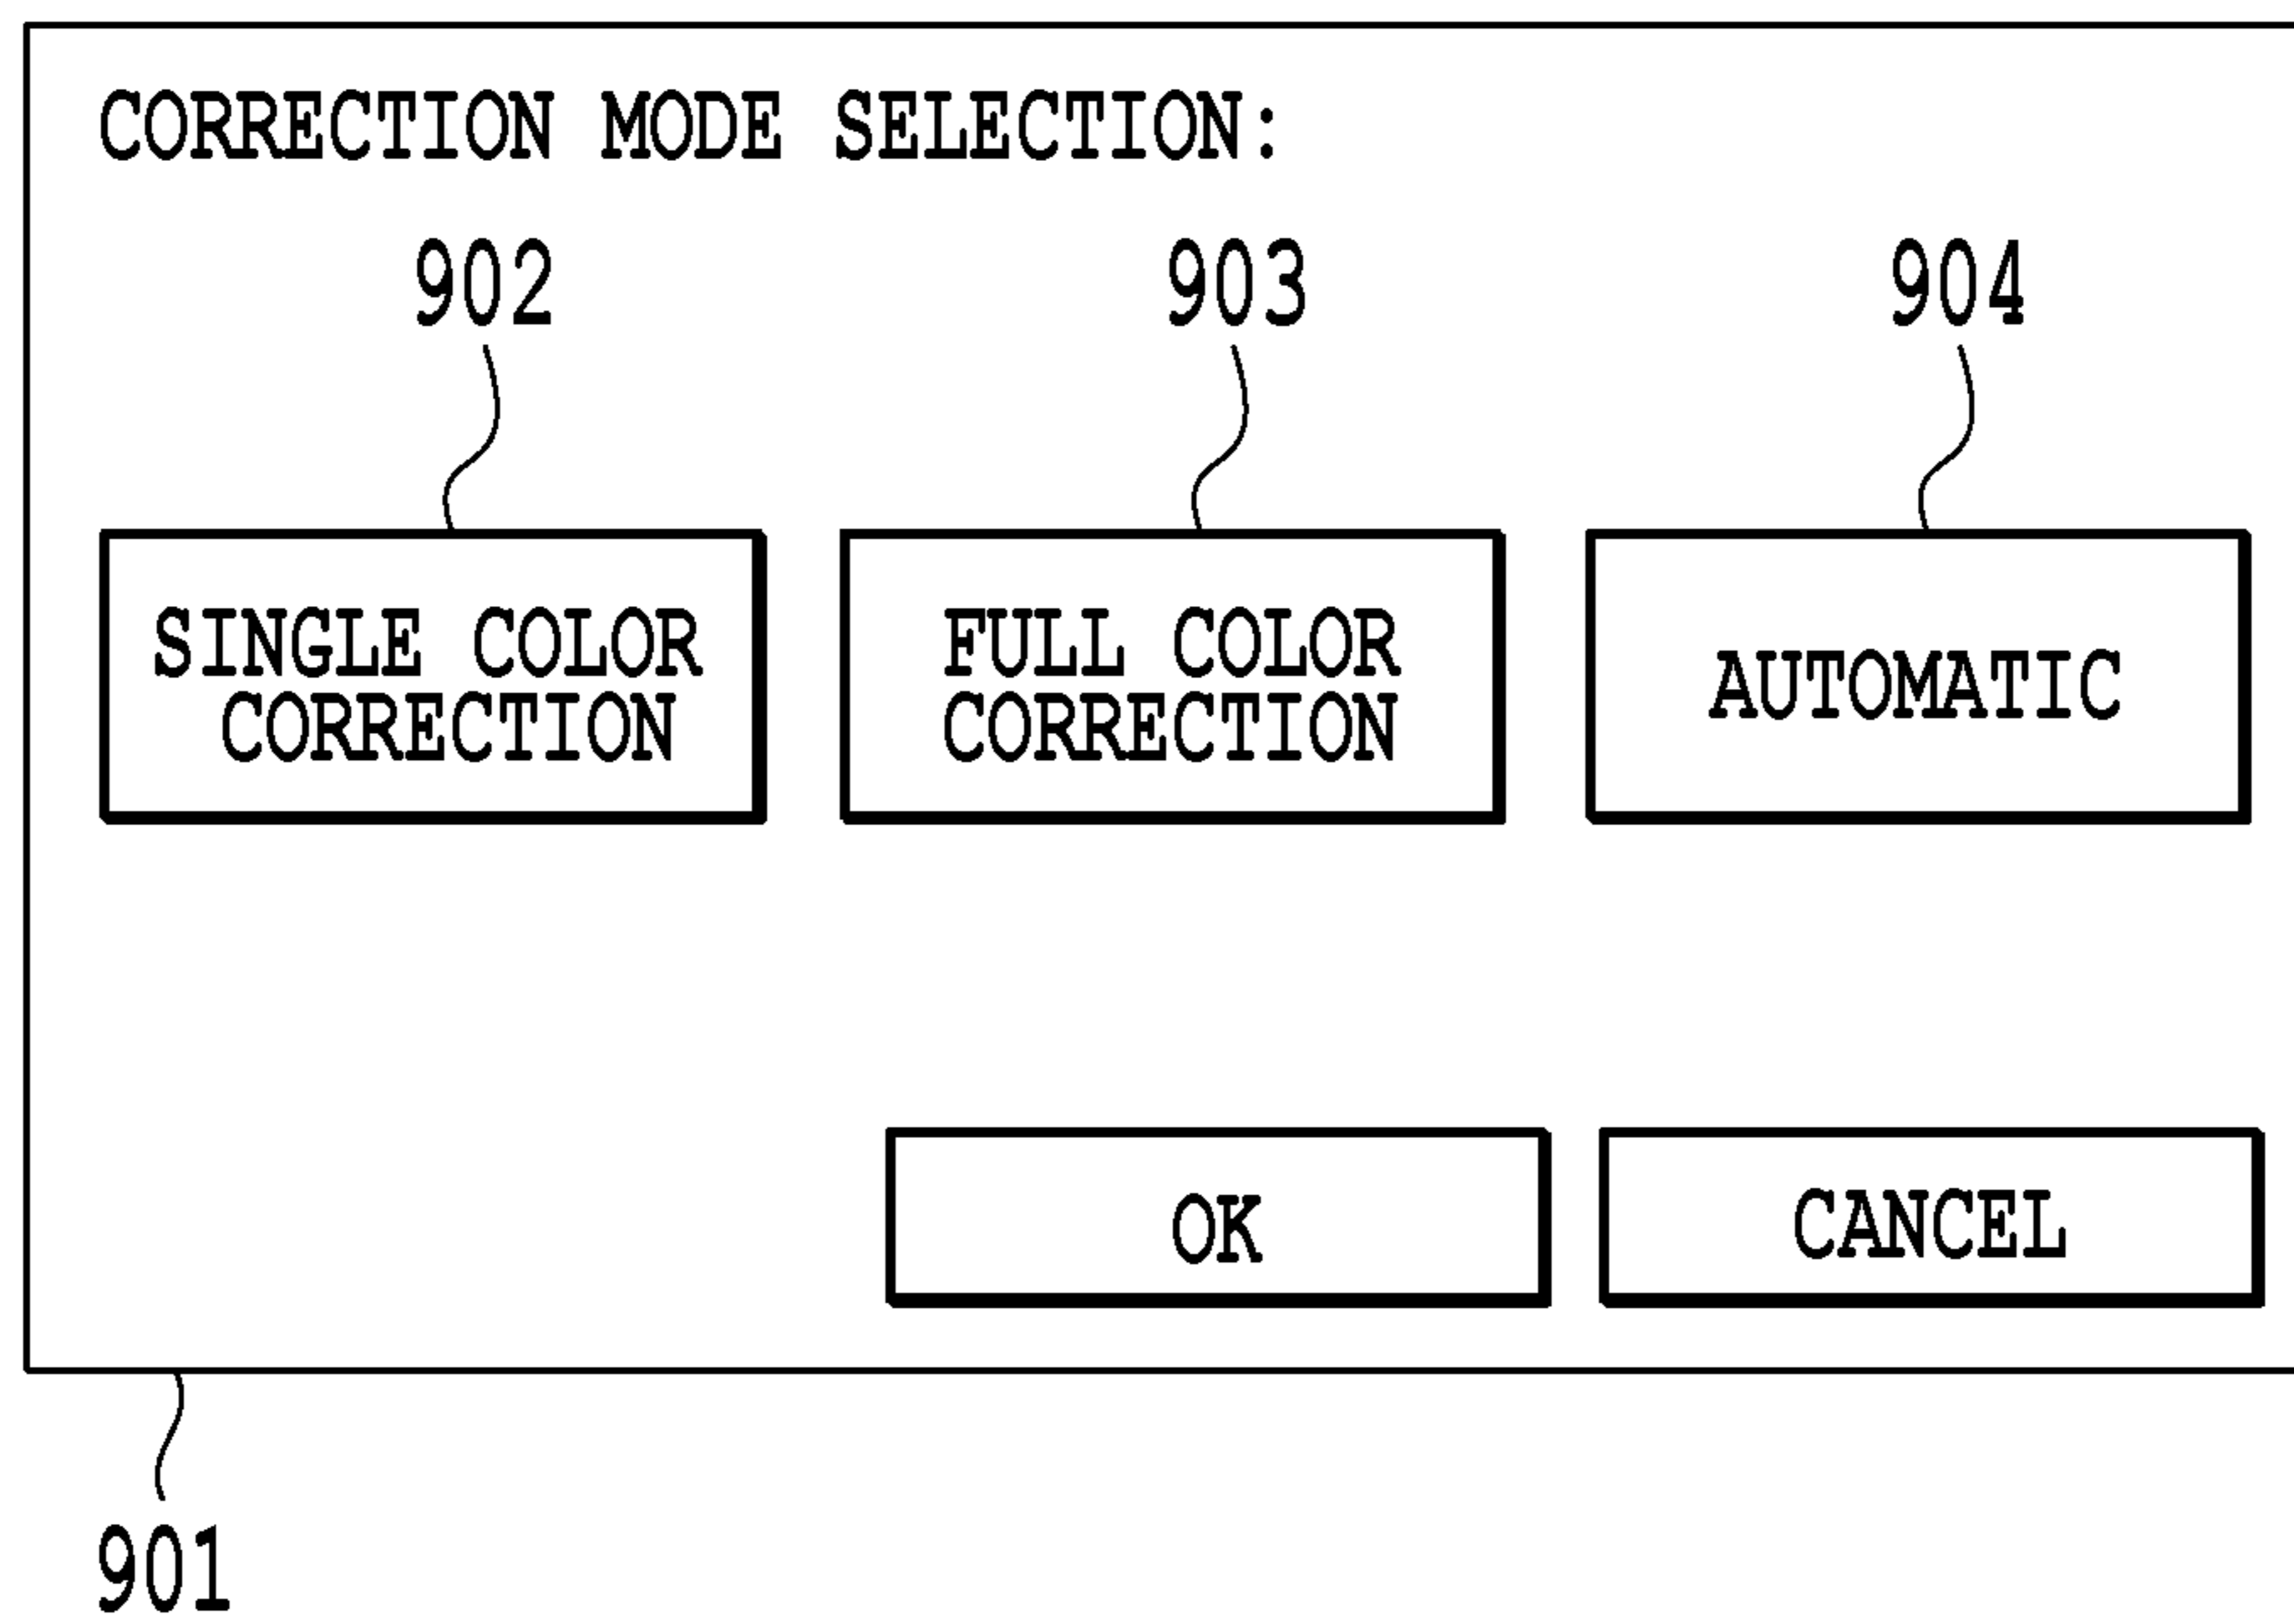 CORRECTION MODE SELECTION:
902
903
904
SINGLE COLOR
CORRECTION
FULL COLOR
CORRECTION
AUTOMATIC
OK
CANCEL
901